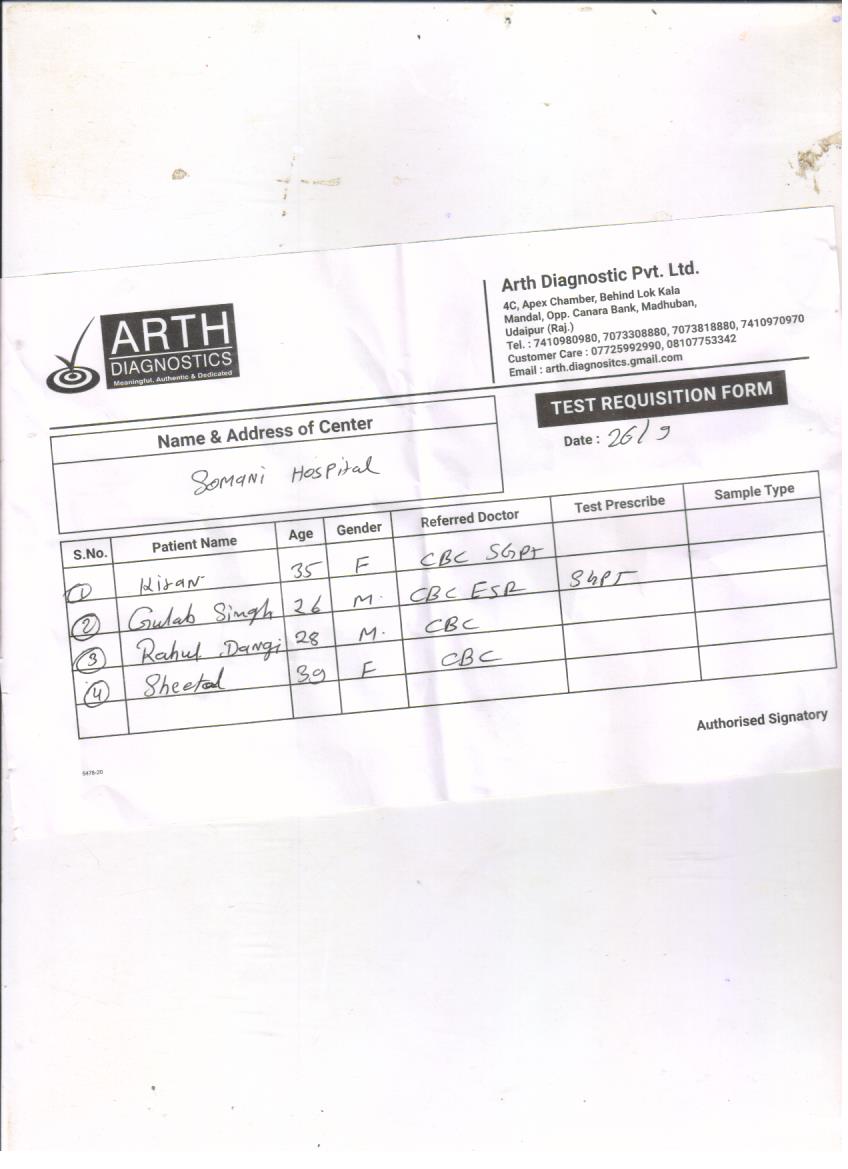 ARTH
DIAGNOSTICS
Meaningful, Authentic & Dedicated
Arth Diagnostic Pvt. Ltd.
4C, Apex Chamber, Behind Lok Kala
Mandal, Opp. Canara Bank, Madhuban,
Udaipur (Raj.)
Tel. : 7410980980, 7073308880, 7073818880, 7410970970
Customer Care : 07725992990, 08107753342
Email : arth.diagnositcs.gmail.com
TEST REQUISITION FORM
Date : 26/9
Name & Address of Center
Somani Hospital
S.No. Patient Name Age Gender Referred Doctor Test Prescribe Sample Type
1 Kiran 35 F CBC SGPT
2 Gulab Singh 26 M. CBC ESR SGPT
3 Rahul Dangi 28 M. CBC
4 Sheetal 39 F CBC
Authorised Signatory
5478-20